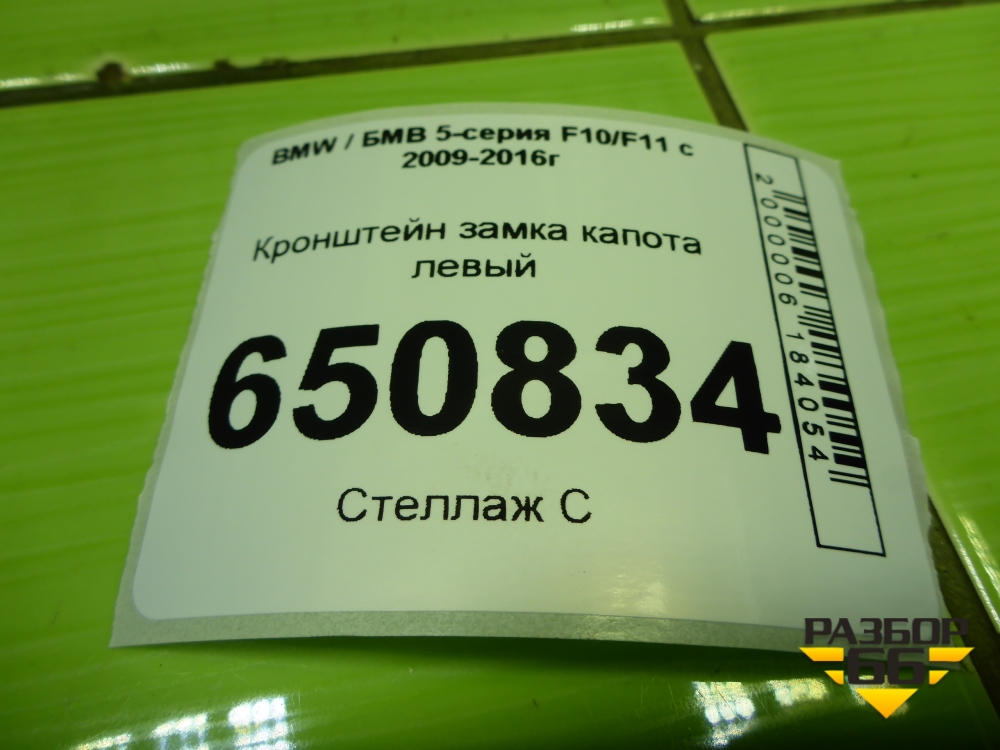 BMW / БМВ 5-серия F10/F11 с
2009-2016г
Кронштейн замка капота
левый
650834
Стеллаж С
2000006184054
РАЗБОР
66